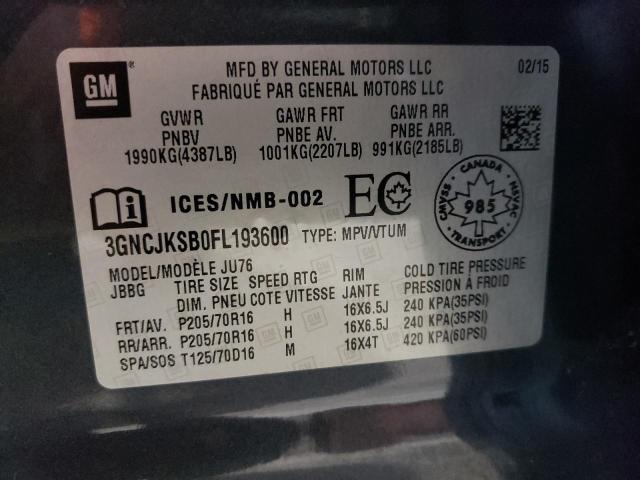 GM ®
MFD BY GENERAL MOTORS LLC 02/15
FABRIQUÉ PAR GENERAL MOTORS LLC
GVWR GAWR FRT GAWR RR
PNBV PNBE AV. PNBE ARR.
1990KG(4387LB) 1001KG(2207LB) 991KG(2185LB)
i ICES/NMB-002 EC
CANADA
CMVSS 985 NSVAC
TRANSPORT
3GNCJKSB0FL193600 TYPE: MPV/VTUM
MODEL/MODÈLE JU76
JBBG TIRE SIZE SPEED RTG RIM COLD TIRE PRESSURE
DIM. PNEU COTE VITESSE JANTE PRESSION À FROID
FRT/AV. P205/70R16 H 16X6.5J 240 KPA(35PSI)
RR/ARR. P205/70R16 H 16X6.5J 240 KPA(35PSI)
SPA/SOS T125/70D16 M 16X4T 420 KPA(60PSI)